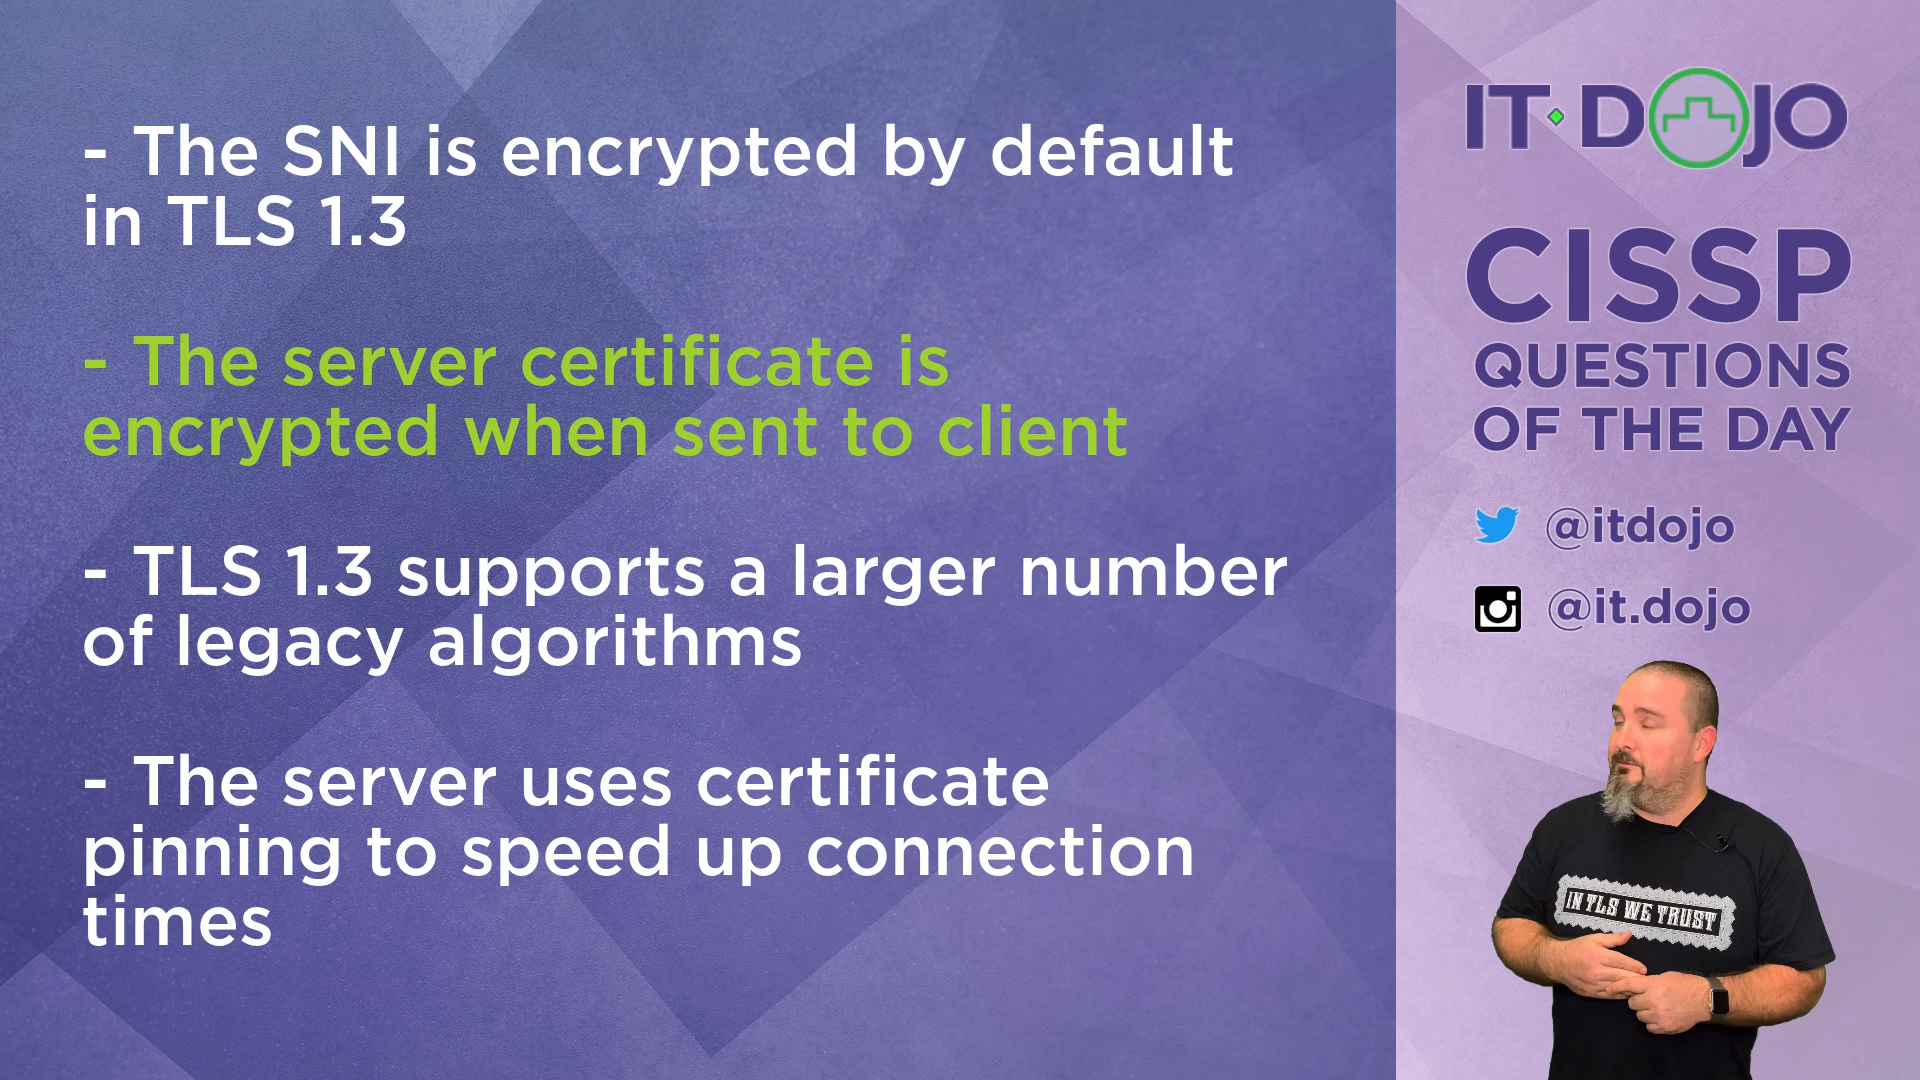 - The SNI is encrypted by default
in TLS 1.3
- The server certificate is
encrypted when sent to client
- TLS 1.3 supports a larger number
of legacy algorithms
- The server uses certificate
pinning to speed up connection
times
IT DOJO
CISSP
QUESTIONS
OF THE DAY
@itdojo
@it.dojo
IN TLS WE TRUST